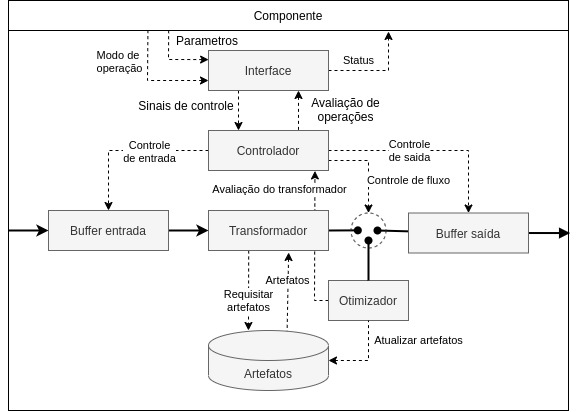 Componente
Parametros
Modo de
operação
Interface
Status
Sinais de controle
Avaliação de
operações
Controle
de entrada
Controlador
Controle
de saida
Avaliação do transformador
Controle de fluxo
Buffer entrada
Transformador
Buffer saída
Requisitar
artefatos
Artefatos
Otimizador
Atualizar artefatos
Artefatos